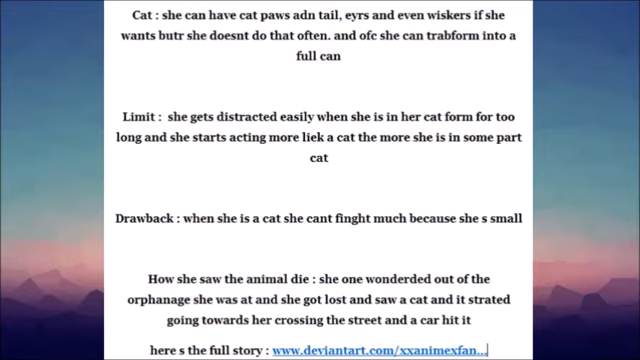 Cat : she can have cat paws adn tail, eyrs and even wiskers if she
wants butr she doesnt do that often. and ofc she can trabform into a
full can
Limit :  she gets distracted easily when she is in her cat form for too
long and she starts acting more liek a cat the more she is in some part
cat
Drawback : when she is a cat she cant finght much because she s small
How she saw the animal die : she one wonderded out of the
orphanage she was at and she got lost and saw a cat and it strated
going towards her crossing the street and a car hit it
here s the full story : www.deviantart.com/xxanimexfan…